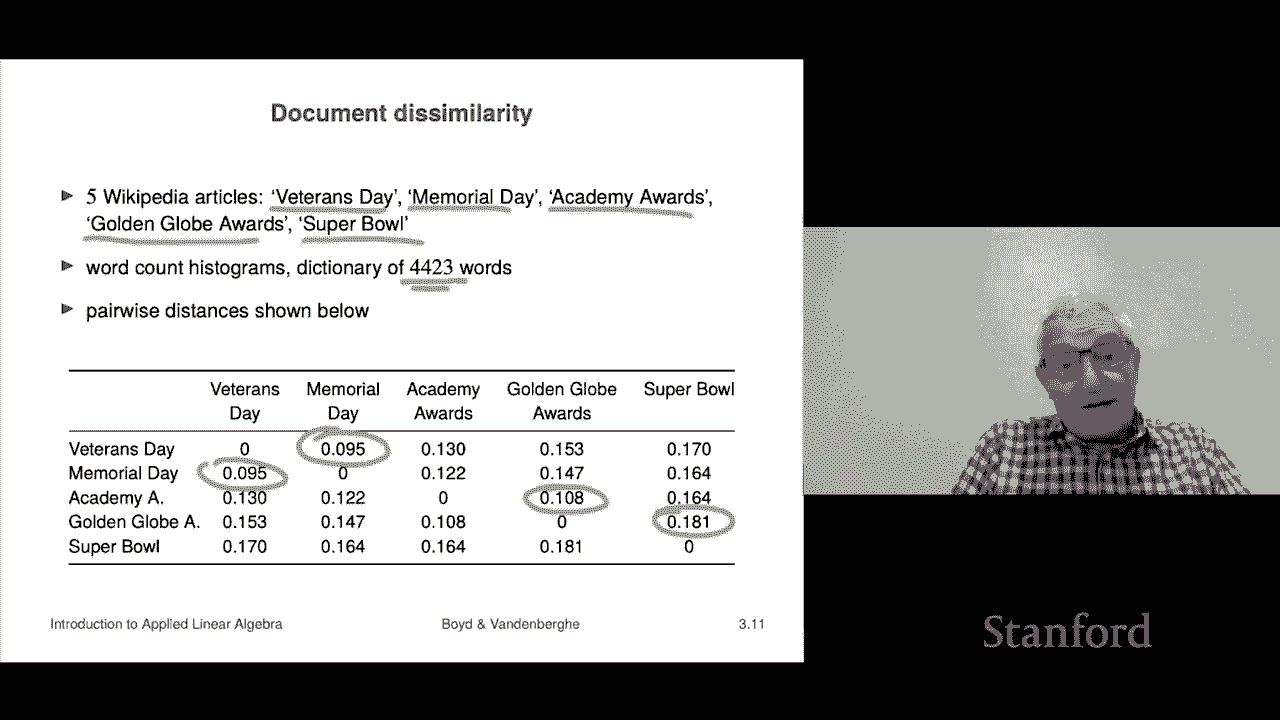 Document dissimilarity
▶ 5 Wikipedia articles: ‘Veterans Day’, ‘Memorial Day’, ‘Academy Awards’,
‘Golden Globe Awards’, ‘Super Bowl’
▶ word count histograms, dictionary of 4423 words
▶ pairwise distances shown below
Veterans Memorial Academy Golden Globe Super Bowl
Day Day Awards Awards
Veterans Day 0 0.095 0.130 0.153 0.170
Memorial Day 0.095 0 0.122 0.147 0.164
Academy A. 0.130 0.122 0 0.108 0.164
Golden Globe A. 0.153 0.147 0.108 0 0.181
Super Bowl 0.170 0.164 0.164 0.181 0
Introduction to Applied Linear Algebra Boyd & Vandenberghe 3.11
Stanford